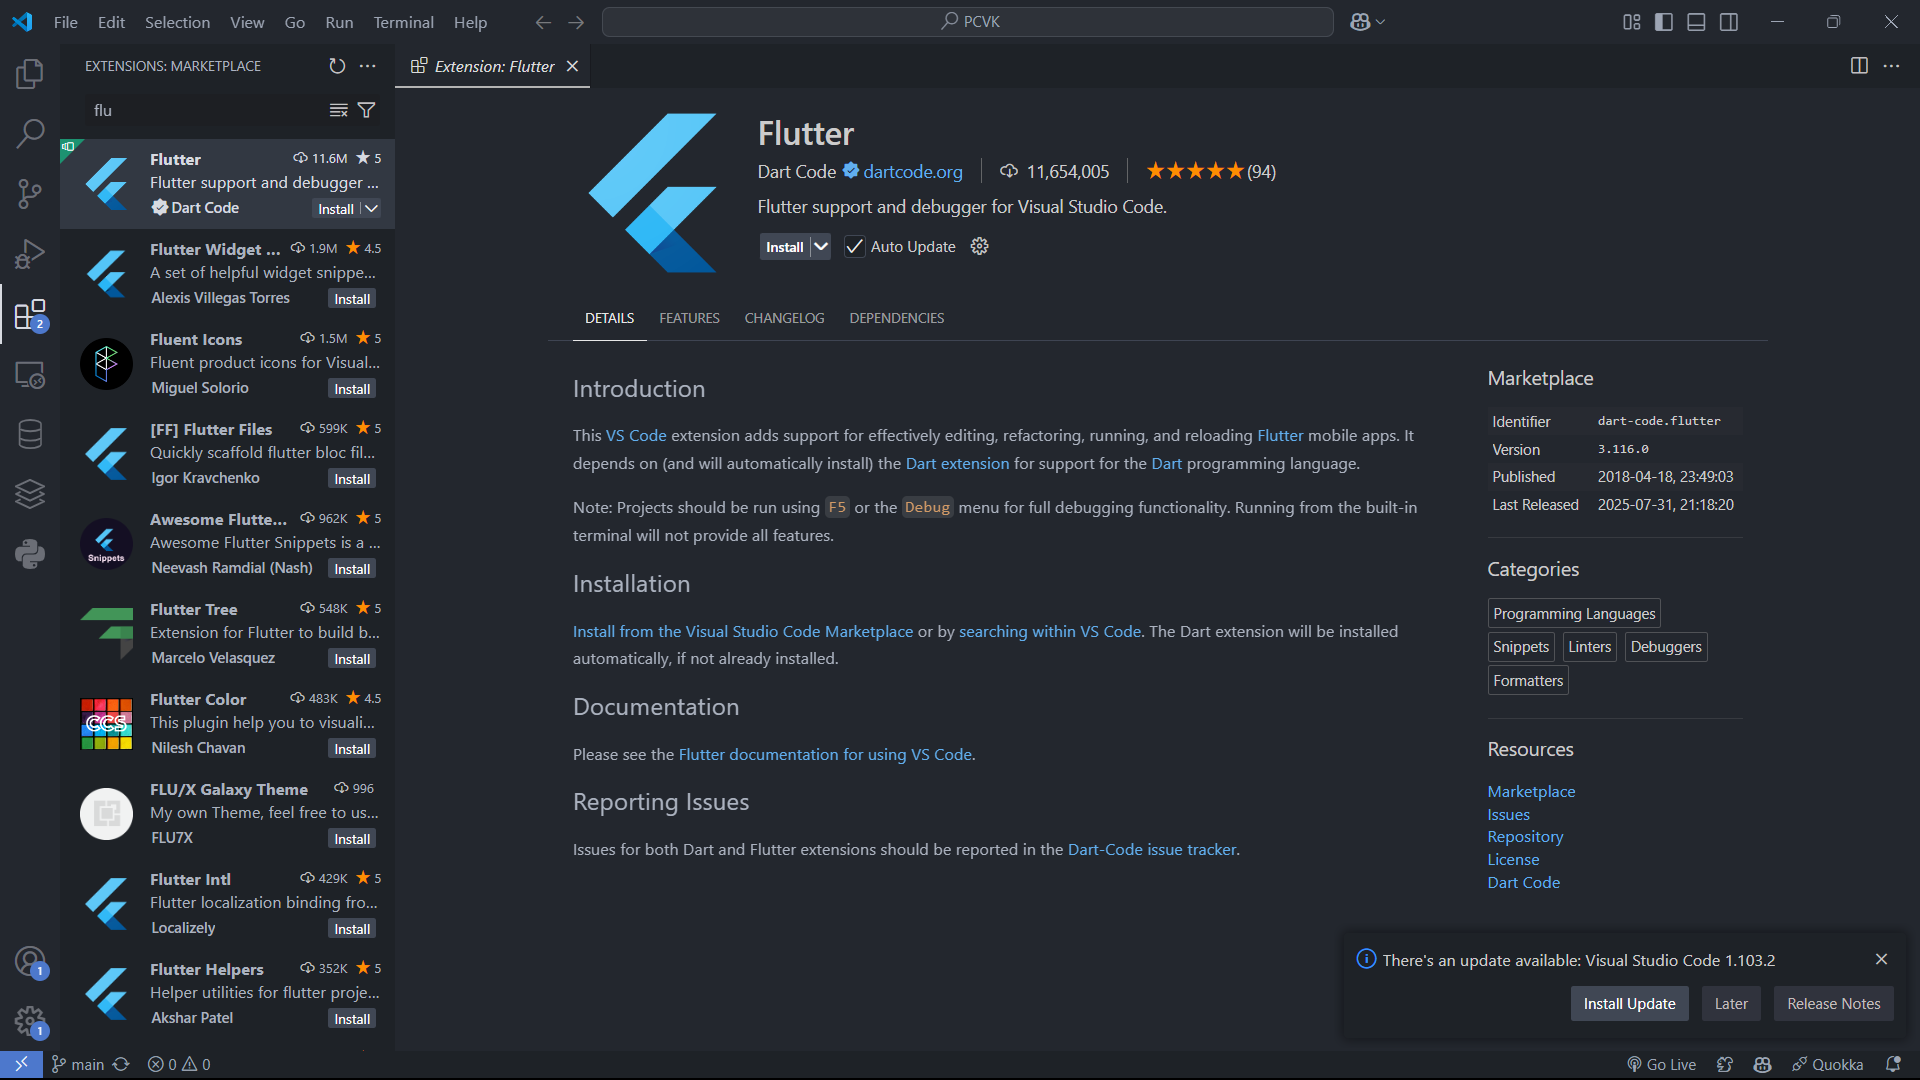 File Edit Selection View Go Run Terminal Help
PCVK
EXTENSIONS: MARKETPLACE
flu
Flutter 11.6M 5
Flutter support and debugger ...
Dart Code Install
Flutter Widget ... 1.9M 4.5
A set of helpful widget snippe...
Alexis Villegas Torres Install
Fluent Icons 1.5M 5
Fluent product icons for Visual...
Miguel Solorio Install
[FF] Flutter Files 599K 5
Quickly scaffold flutter bloc fil...
Igor Kravchenko Install
Snippets
Awesome Flutte... 962K 5
Awesome Flutter Snippets is a ...
Neevash Ramdial (Nash) Install
Flutter Tree 548K 5
Extension for Flutter to build b...
Marcelo Velasquez Install
CCS
Flutter Color 483K 4.5
This plugin help you to visuali...
Nilesh Chavan Install
FLU/X Galaxy Theme 996
My own Theme, feel free to us...
FLU7X Install
Flutter Intl 429K 5
Flutter localization binding fro...
Localizely Install
Flutter Helpers 352K 5
Helper utilities for flutter proje...
Akshar Patel Install
2
1
1
Extension: Flutter
Flutter
Dart Code dartcode.org 11,654,005 (94)
Flutter support and debugger for Visual Studio Code.
Install Auto Update
DETAILS FEATURES CHANGELOG DEPENDENCIES
Introduction
This VS Code extension adds support for effectively editing, refactoring, running, and reloading Flutter mobile apps. It
depends on (and will automatically install) the Dart extension for support for the Dart programming language.
Note: Projects should be run using F5 or the Debug menu for full debugging functionality. Running from the built-in
terminal will not provide all features.
Installation
Install from the Visual Studio Code Marketplace or by searching within VS Code. The Dart extension will be installed
automatically, if not already installed.
Documentation
Please see the Flutter documentation for using VS Code.
Reporting Issues
Issues for both Dart and Flutter extensions should be reported in the Dart-Code issue tracker.
Marketplace
Identifier dart-code.flutter
Version 3.116.0
Published 2018-04-18, 23:49:03
Last Released 2025-07-31, 21:18:20
Categories
Programming Languages
Snippets Linters Debuggers
Formatters
Resources
Marketplace
Issues
Repository
License
Dart Code
There's an update available: Visual Studio Code 1.103.2
Install Update Later Release Notes
main 0 0 Go Live Quokka